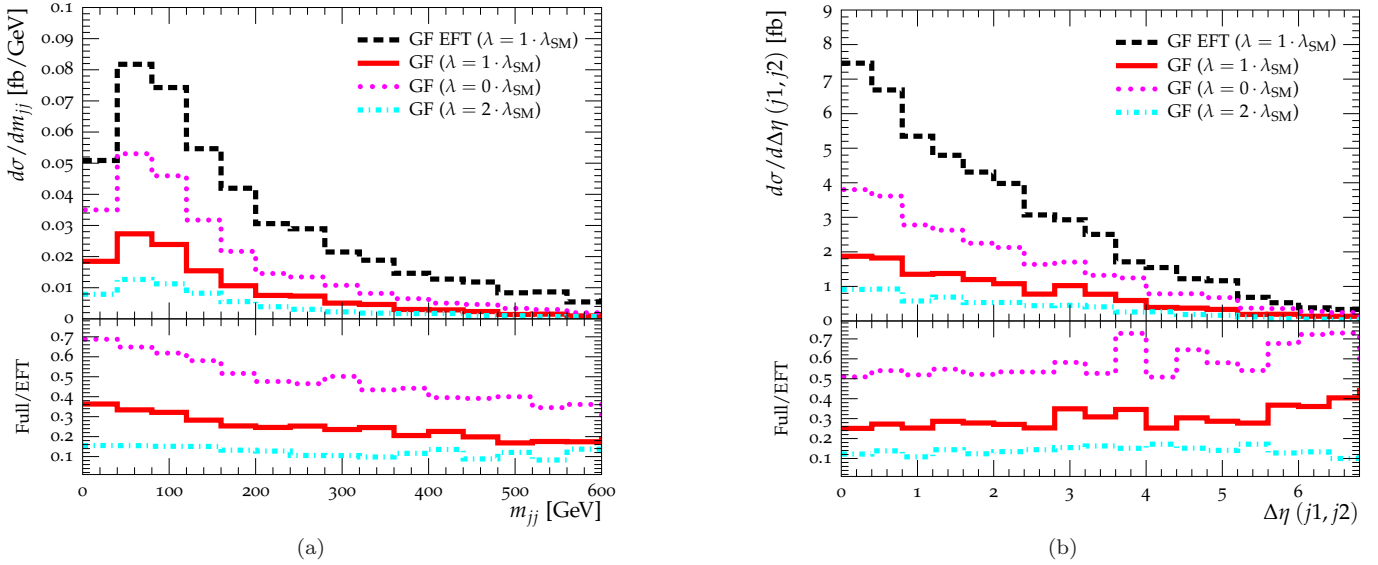 dσ/dm_jj [fb/GeV]
0.1
0.09
0.08
0.07
0.06
0.05
0.04
0.03
0.02
0.01
0
GF EFT (λ = 1 · λ_SM)
GF (λ = 1 · λ_SM)
GF (λ = 0 · λ_SM)
GF (λ = 2 · λ_SM)
Full/EFT
0.7
0.6
0.5
0.4
0.3
0.2
0.1
0 100 200 300 400 500 600
m_jj [GeV]
(a)
dσ/dΔη (j1, j2) [fb]
9
8
7
6
5
4
3
2
1
0
GF EFT (λ = 1 · λ_SM)
GF (λ = 1 · λ_SM)
GF (λ = 0 · λ_SM)
GF (λ = 2 · λ_SM)
Full/EFT
0.7
0.6
0.5
0.4
0.3
0.2
0.1
0 1 2 3 4 5 6
Δη (j1, j2)
(b)